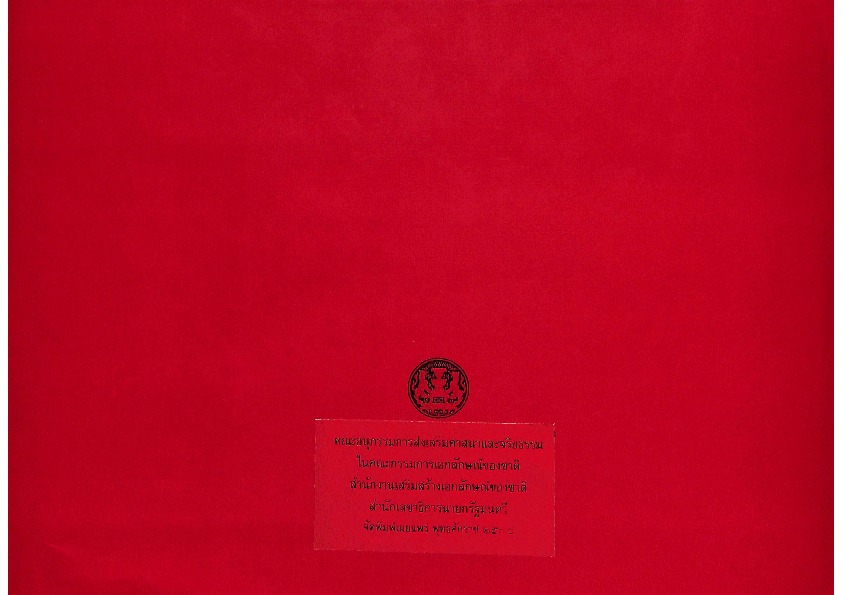 คณะอนุกรรมการส่งเสริมศาสนาและจริยธรรม
ในคณะกรรมการเอกลักษณ์ของชาติ
สำนักงานเสริมสร้างเอกลักษณ์ของชาติ
สำนักเลขาธิการนายกรัฐมนตรี
จัดพิมพ์เผยแพร่ พุทธศักราช